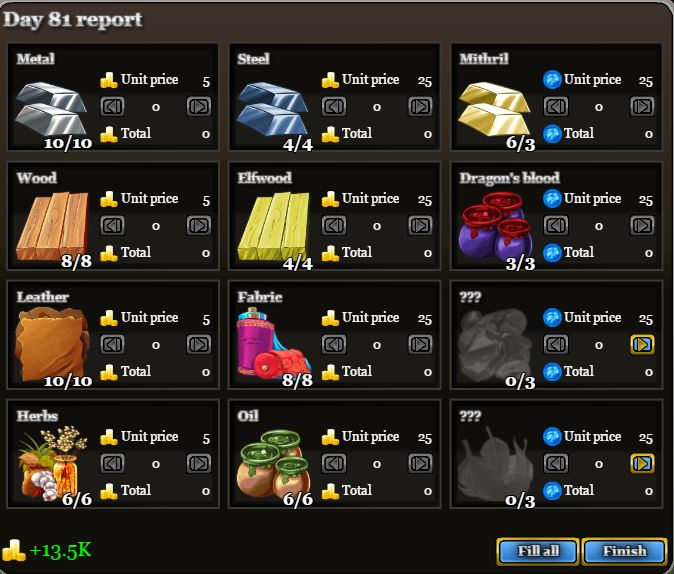 Day 81 report
Metal
Unit price 5
0
Total 0
10/10
Steel
Unit price 25
0
Total 0
4/4
Mithril
Unit price 25
0
Total 0
6/3
Wood
Unit price 5
0
Total 0
8/8
Elfwood
Unit price 25
0
Total 0
4/4
Dragon's blood
Unit price 25
0
Total 0
3/3
Leather
Unit price 5
0
Total 0
10/10
Fabric
Unit price 25
0
Total 0
8/8
???
Unit price 25
0
Total 0
0/3
Herbs
Unit price 5
0
Total 0
6/6
Oil
Unit price 25
0
Total 0
6/6
???
Unit price 25
0
Total 0
0/3
+13.5K
Fill all
Finish